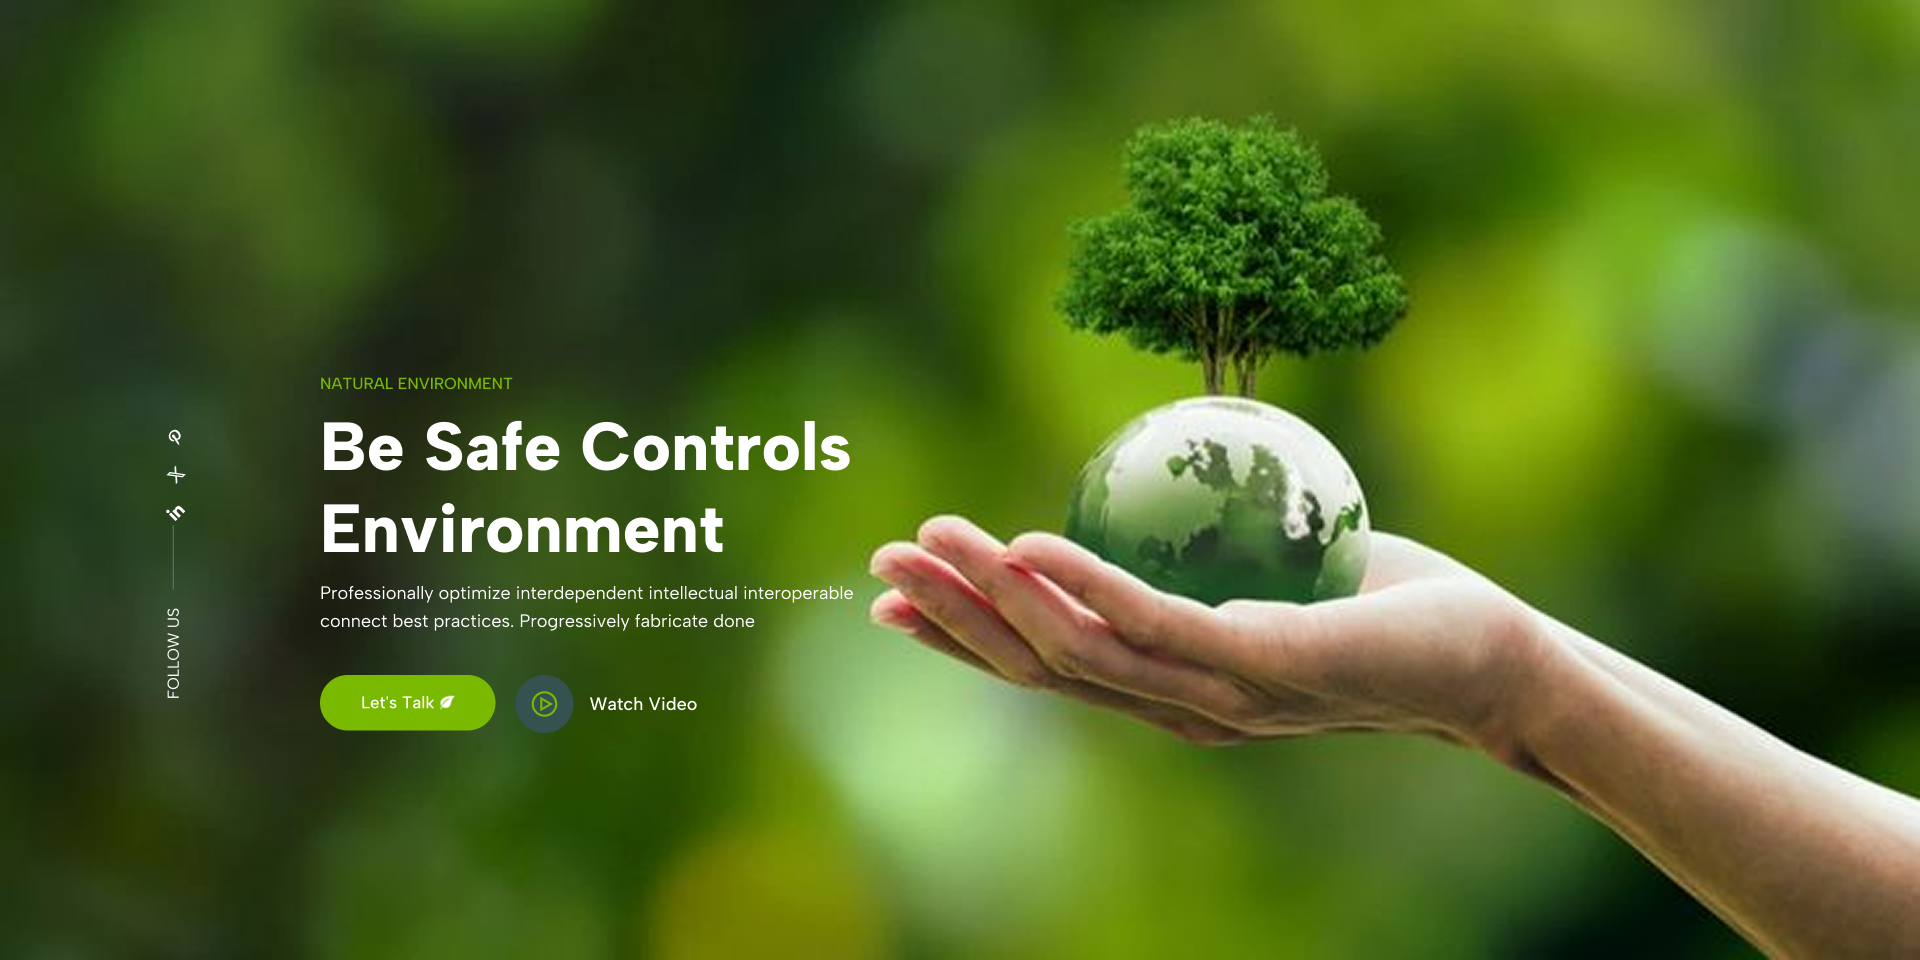 NATURAL ENVIRONMENT
Be Safe Controls
Environment
Professionally optimize interdependent intellectual interoperable
connect best practices. Progressively fabricate done
Let's Talk
Watch Video
FOLLOW US